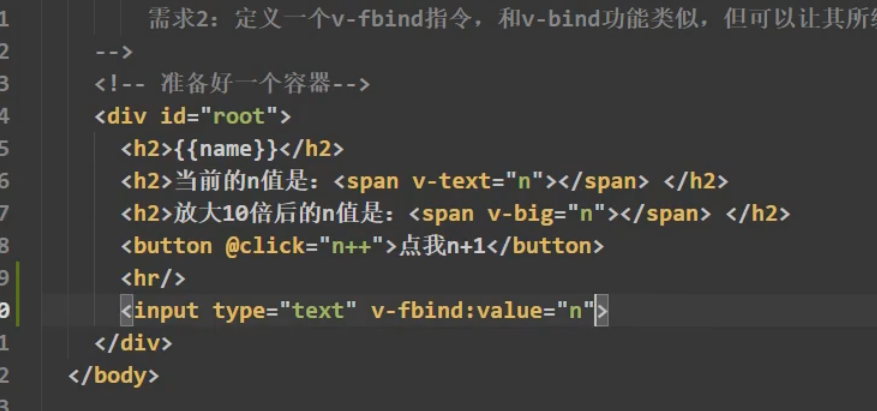 1 需求2：定义一个v-fbind指令，和v-bind功能类似，但可以让其所
2 -->
3 <!-- 准备好一个容器-->
4 <div id="root">
5 <h2>{{name}}</h2>
6 <h2>当前的n值是：<span v-text="n"></span> </h2>
7 <h2>放大10倍后的n值是：<span v-big="n"></span> </h2>
8 <button @click="n++">点我n+1</button>
9 <hr/>
0 <input type="text" v-fbind:value="n">
1 </div>
2 </body>
3